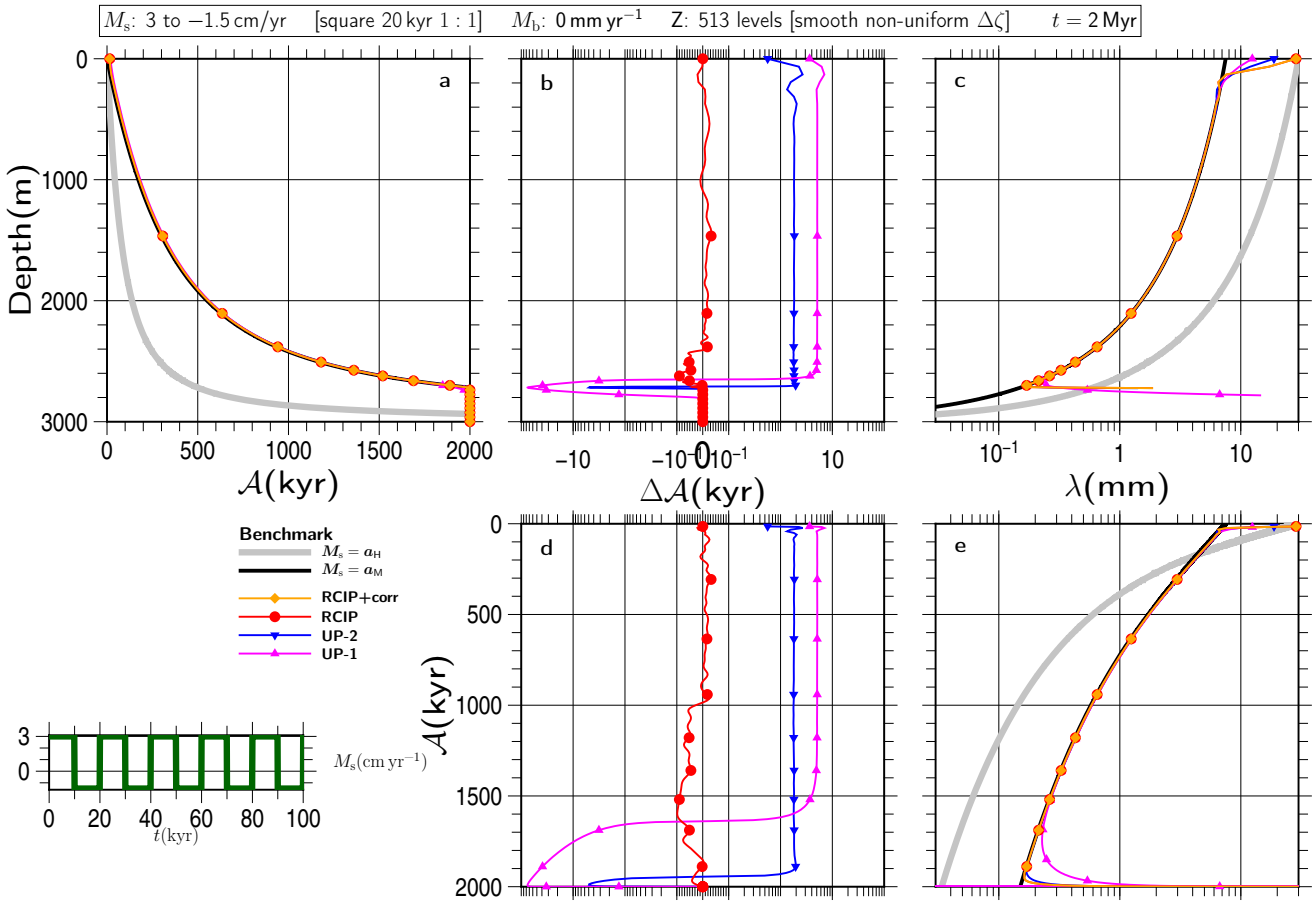 M_s: 3 to −1.5 cm/yr [square 20 kyr 1 : 1] M_b: 0 mm yr⁻¹ Z: 513 levels [smooth non-uniform Δζ] t = 2 Myr
a
b
c
Depth(m)
0
1000
2000
3000
0 500 1000 1500 2000
𝒜(kyr)
−10 −10⁻¹ 0 10⁻¹ 10
Δ𝒜(kyr)
10⁻¹ 1 10
λ(mm)
Benchmark
M_s = a_H
M_s = a_M
RCIP+corr
RCIP
UP-2
UP-1
d
e
𝒜(kyr)
0
500
1000
1500
2000
3
0
M_s(cm yr⁻¹)
0 20 40 60 80 100
t(kyr)